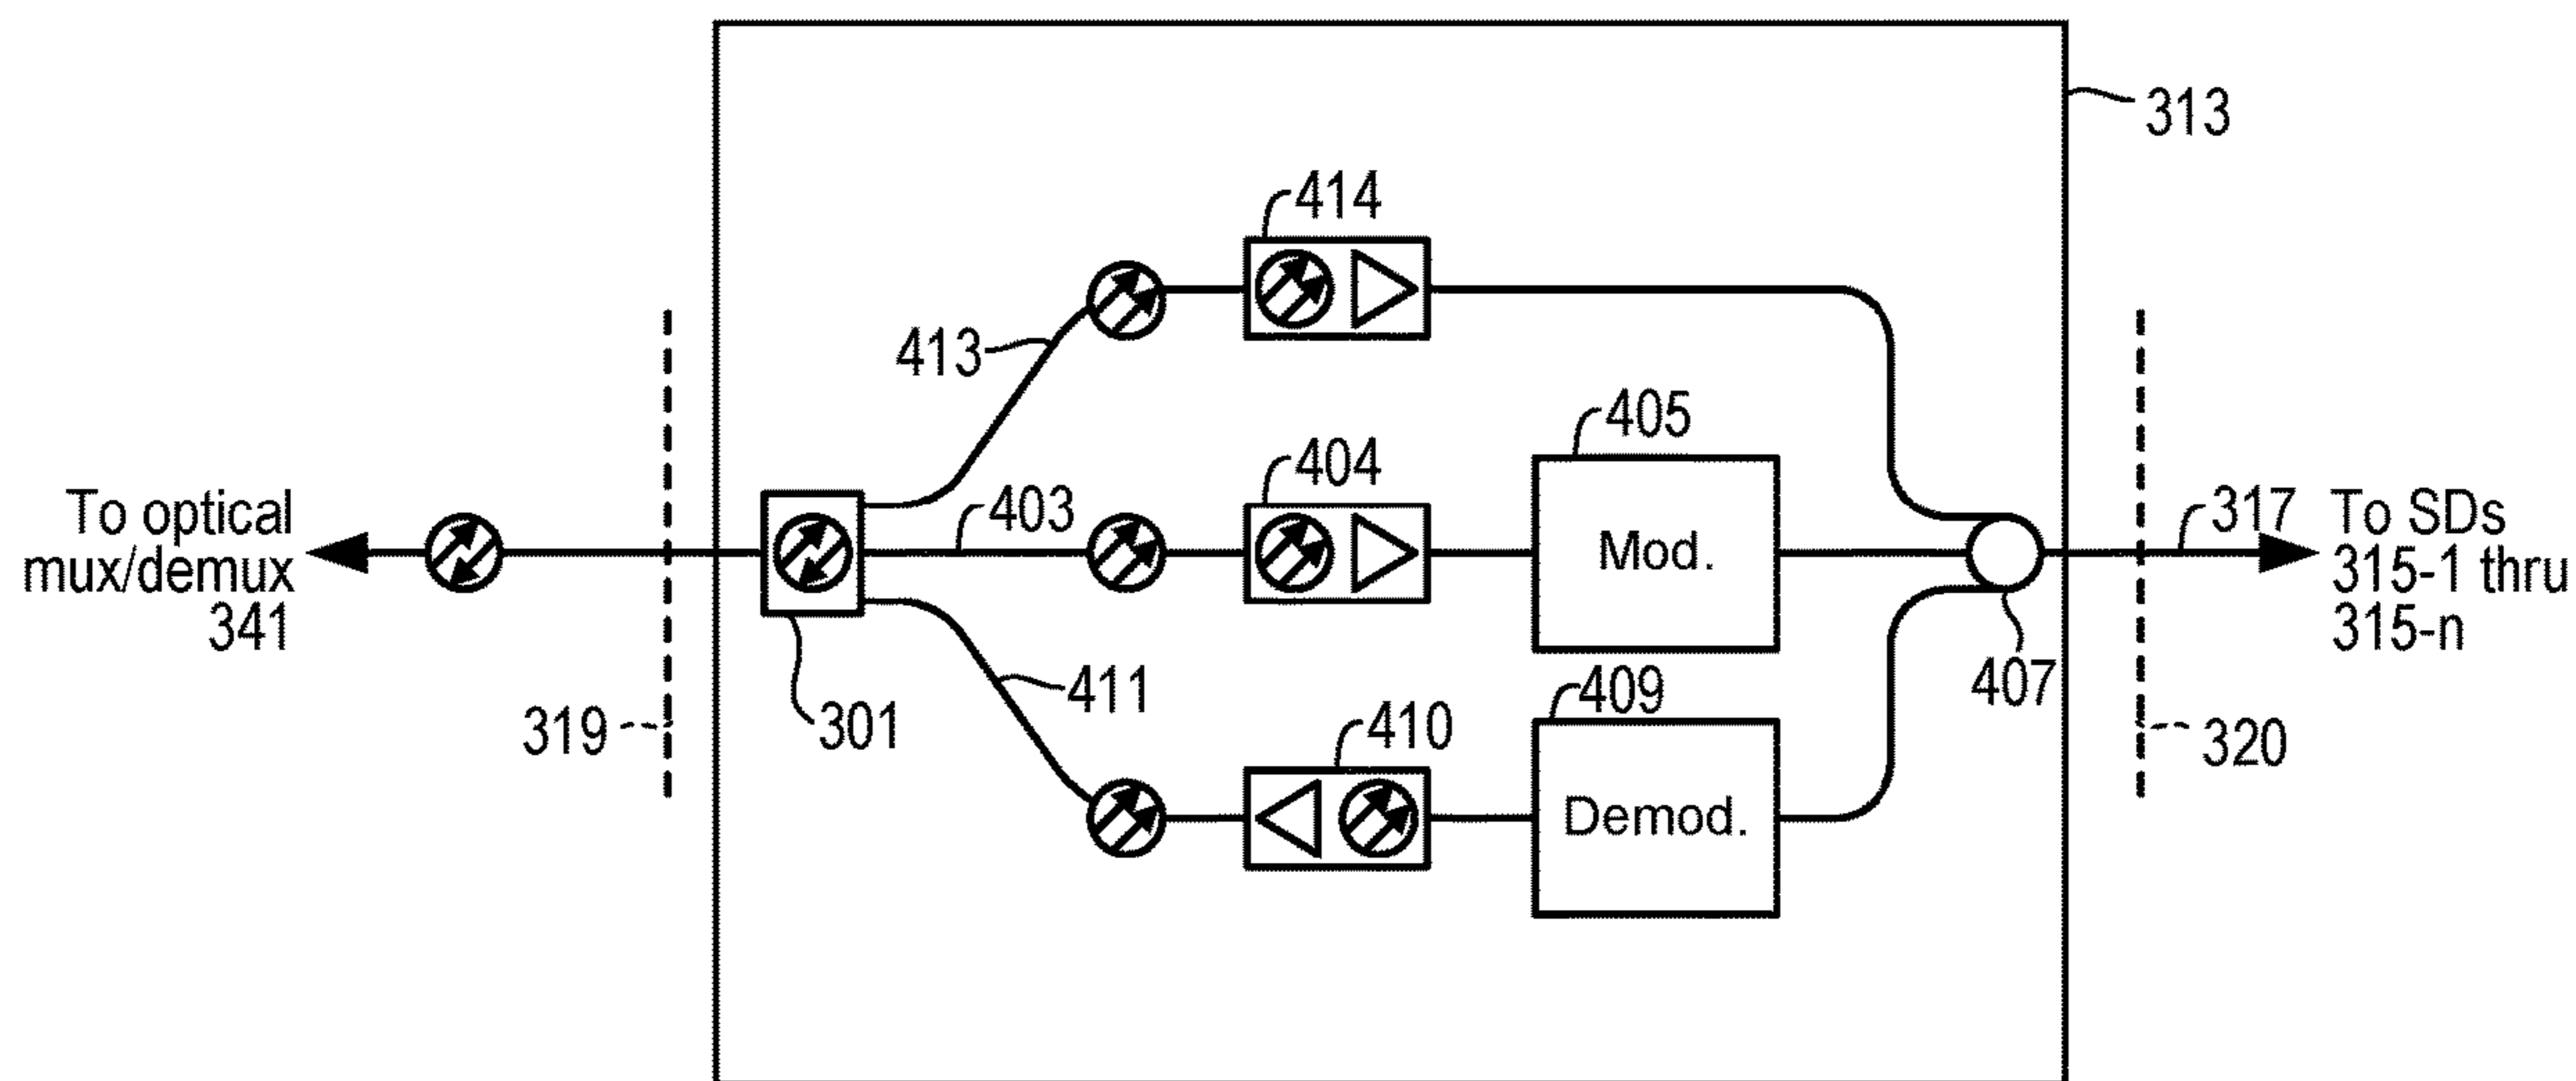 313
414
413
405
404
403
To optical
mux/demux
341
Mod.
317
To SDs
315-1 thru
315-n
411
409
407
319
301
410
320
Demod.